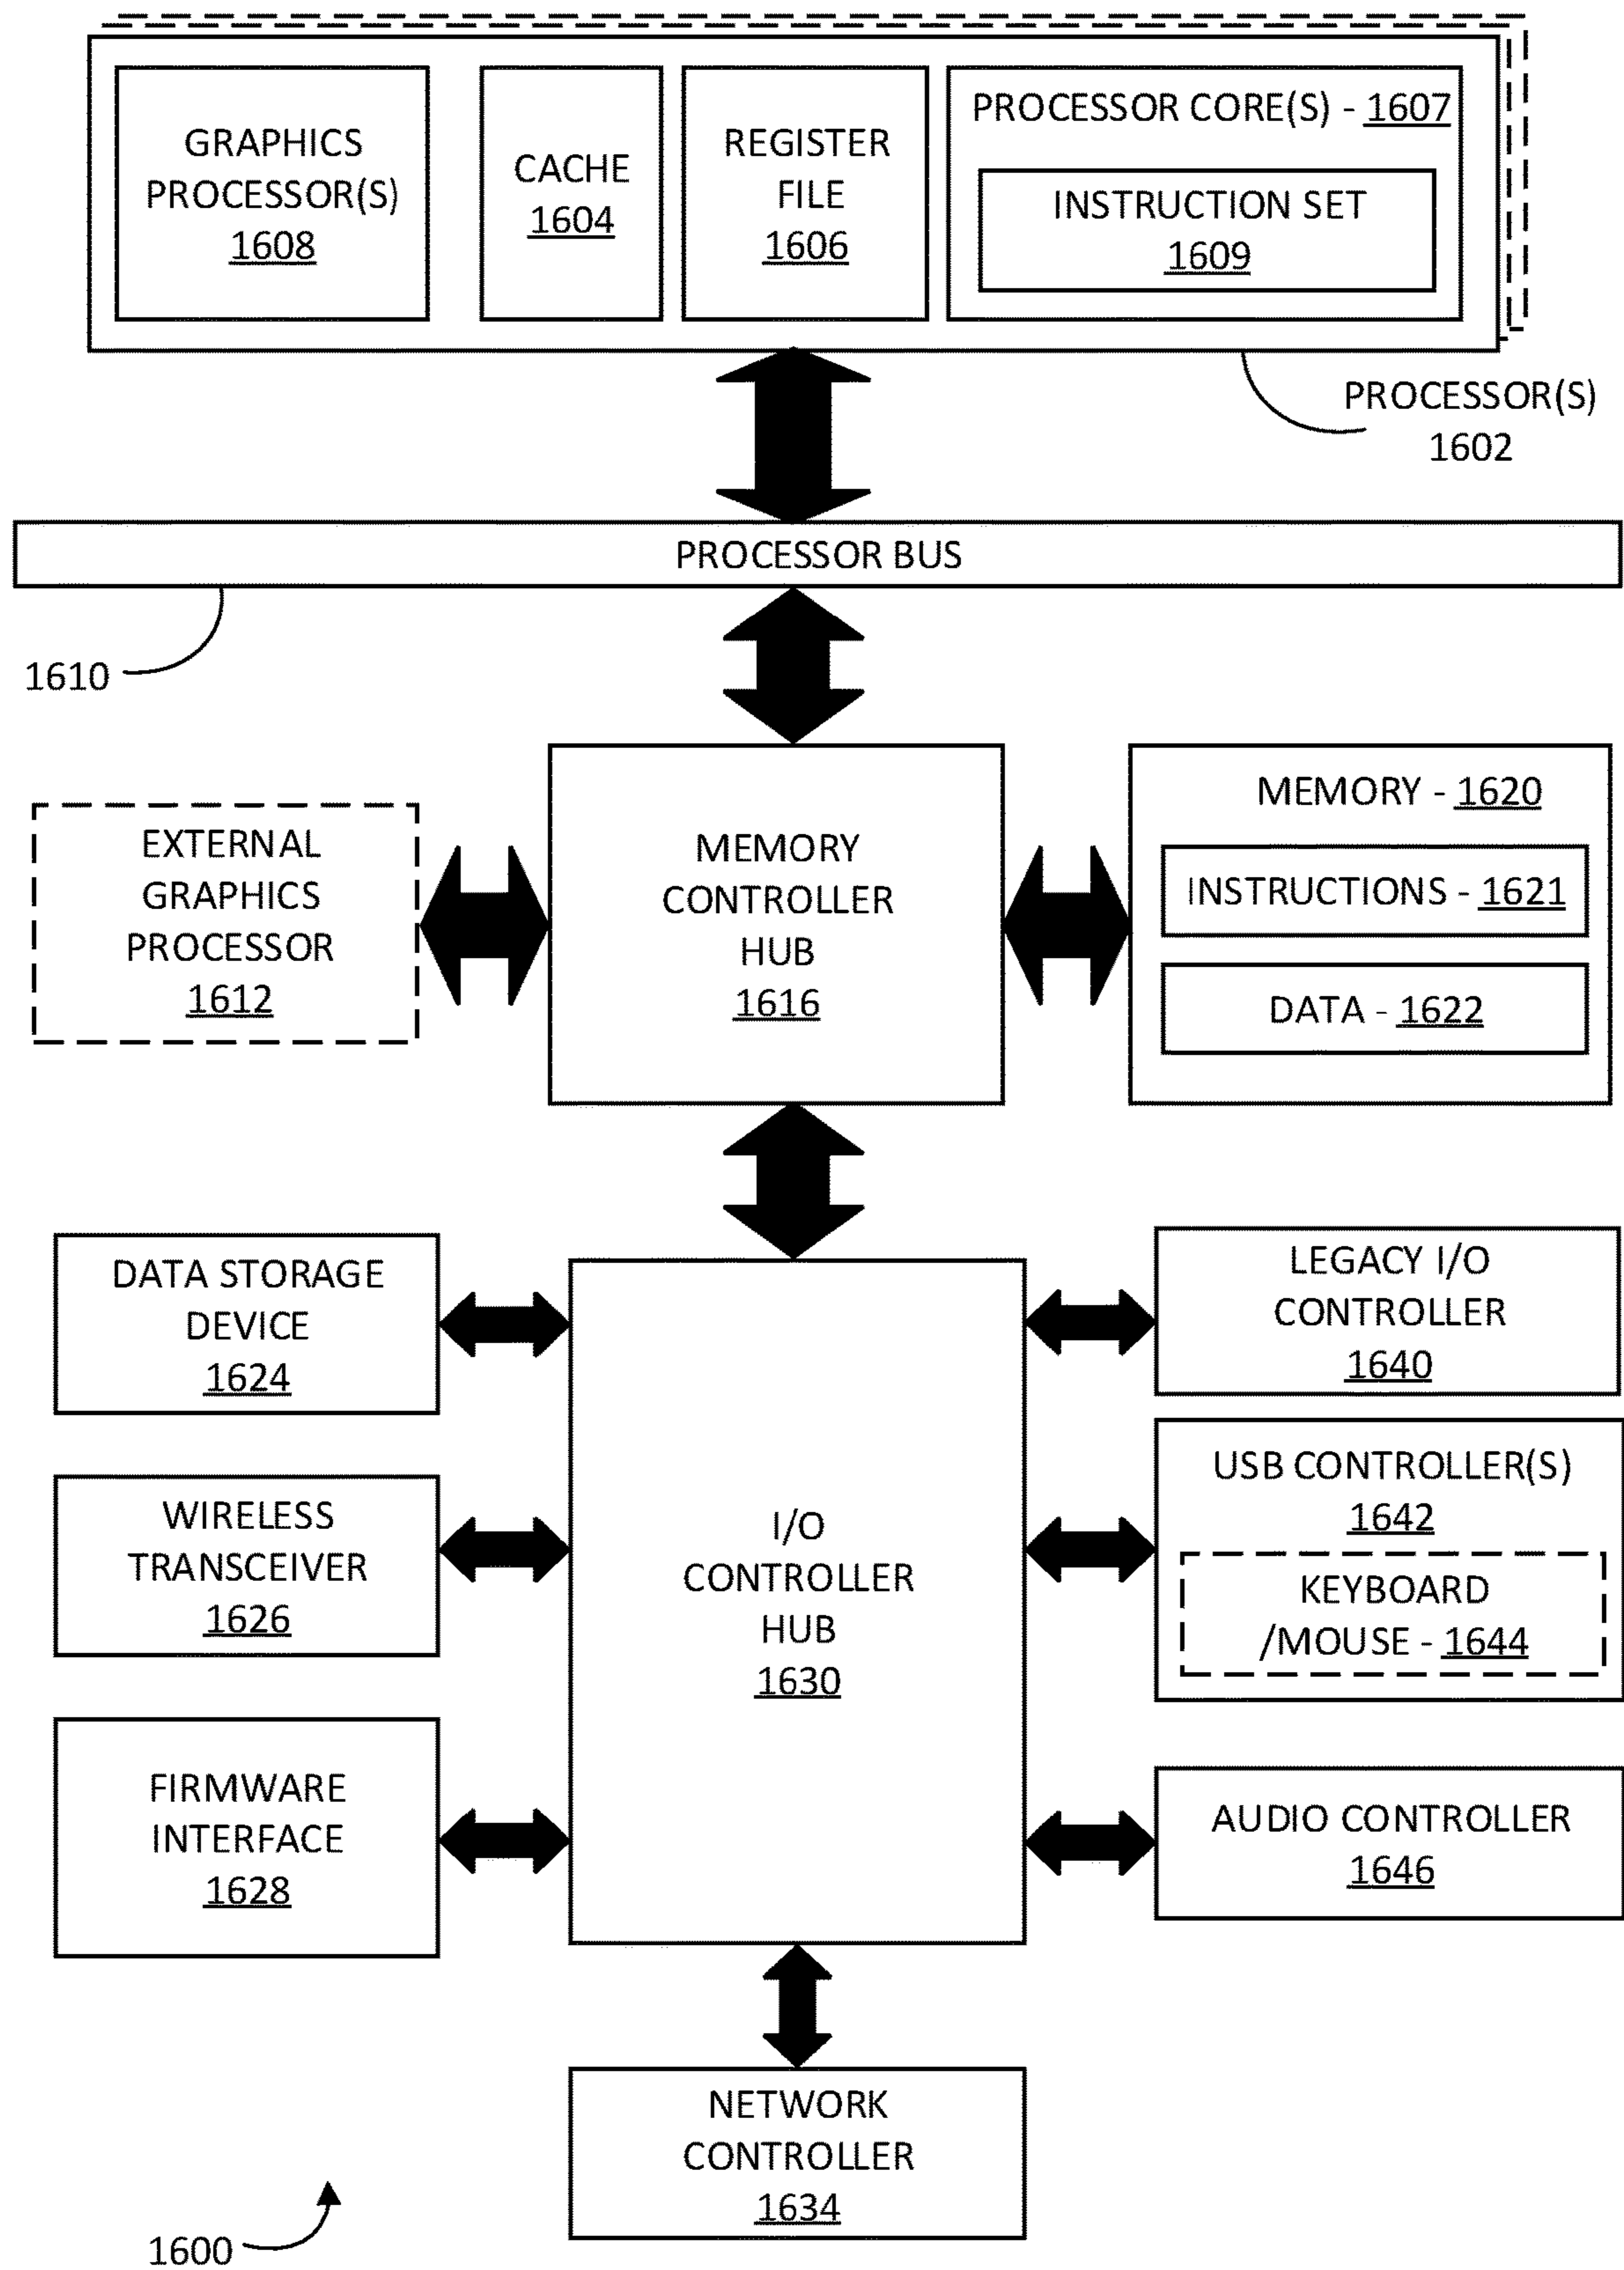 GRAPHICS
PROCESSOR(S)
1608
CACHE
1604
REGISTER
FILE
1606
PROCESSOR CORE(S) - 1607
INSTRUCTION SET
1609
PROCESSOR(S)
1602
PROCESSOR BUS
1610
EXTERNAL
GRAPHICS
PROCESSOR
1612
MEMORY
CONTROLLER
HUB
1616
MEMORY - 1620
INSTRUCTIONS - 1621
DATA - 1622
DATA STORAGE
DEVICE
1624
WIRELESS
TRANSCEIVER
1626
FIRMWARE
INTERFACE
1628
I/O
CONTROLLER
HUB
1630
LEGACY I/O
CONTROLLER
1640
USB CONTROLLER(S)
1642
KEYBOARD
/MOUSE - 1644
AUDIO CONTROLLER
1646
NETWORK
CONTROLLER
1634
1600